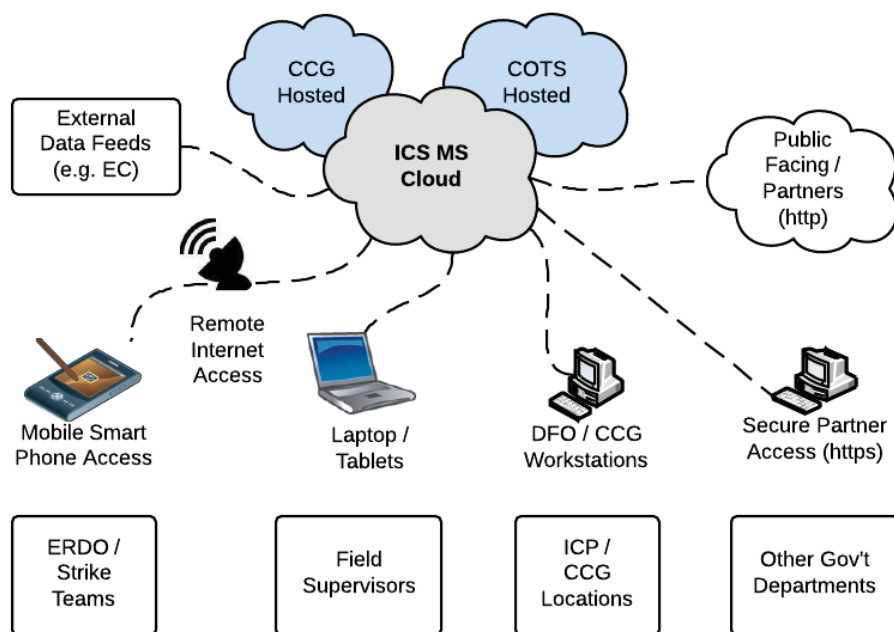 CCG
Hosted
COTS
Hosted
External
Data Feeds
(e.g. EC)
ICS MS
Cloud
Public
Facing /
Partners
(http)
Remote
Internet
Access
Mobile Smart
Phone Access
Laptop /
Tablets
DFO / CCG
Workstations
Secure Partner
Access (https)
ERDO /
Strike
Teams
Field
Supervisors
ICP /
CCG
Locations
Other Gov't
Departments